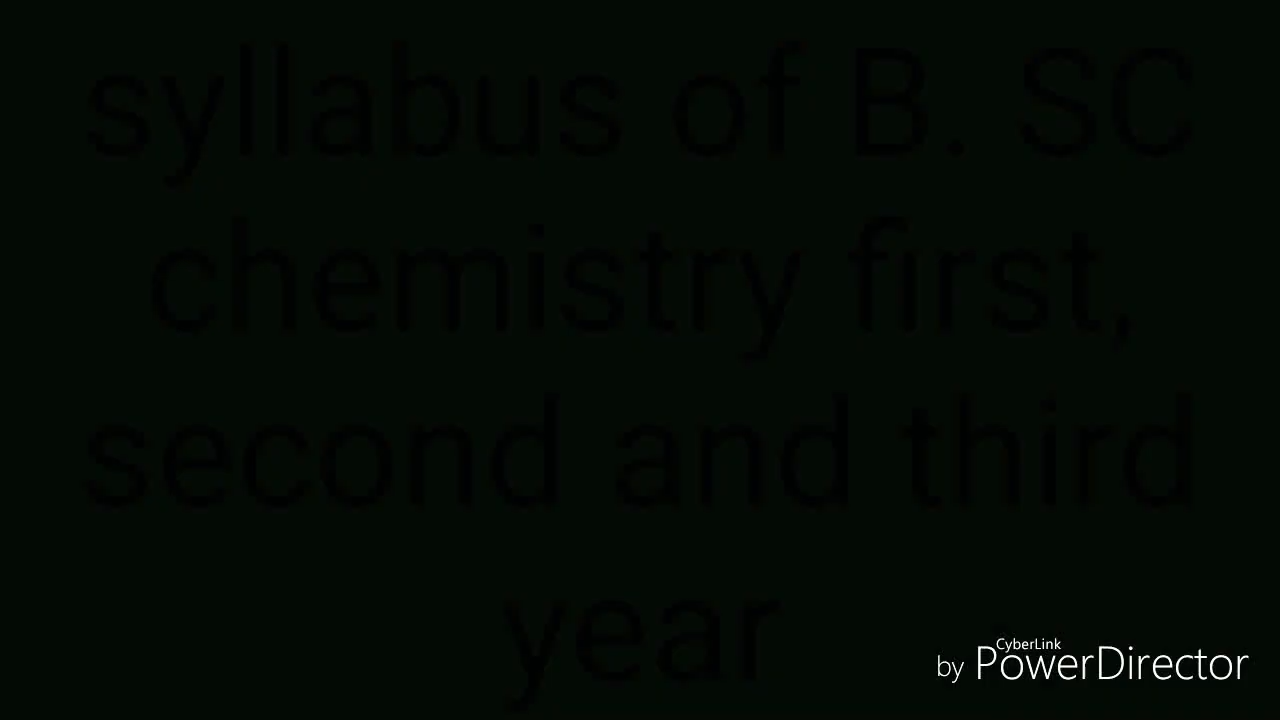 syllabus of B. SC
chemistry first,
second and third
year
CyberLink
by PowerDirector